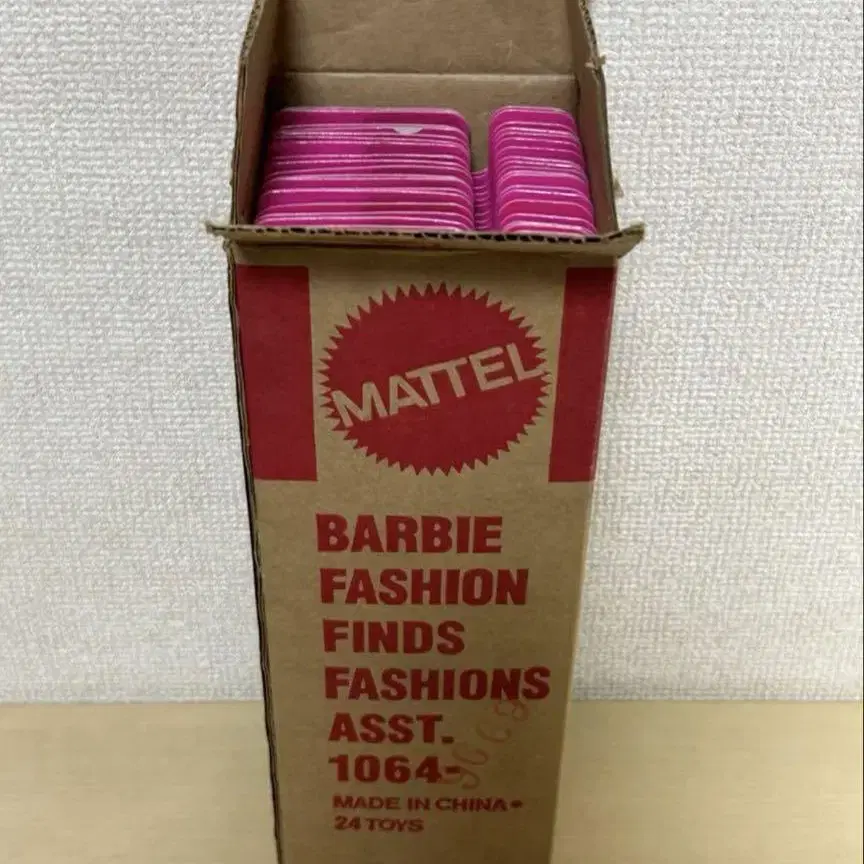 MATTEL
BARBIE
FASHION
FINDS
FASHIONS
ASST.
1064-
MADE IN CHINA•
24 TOYS